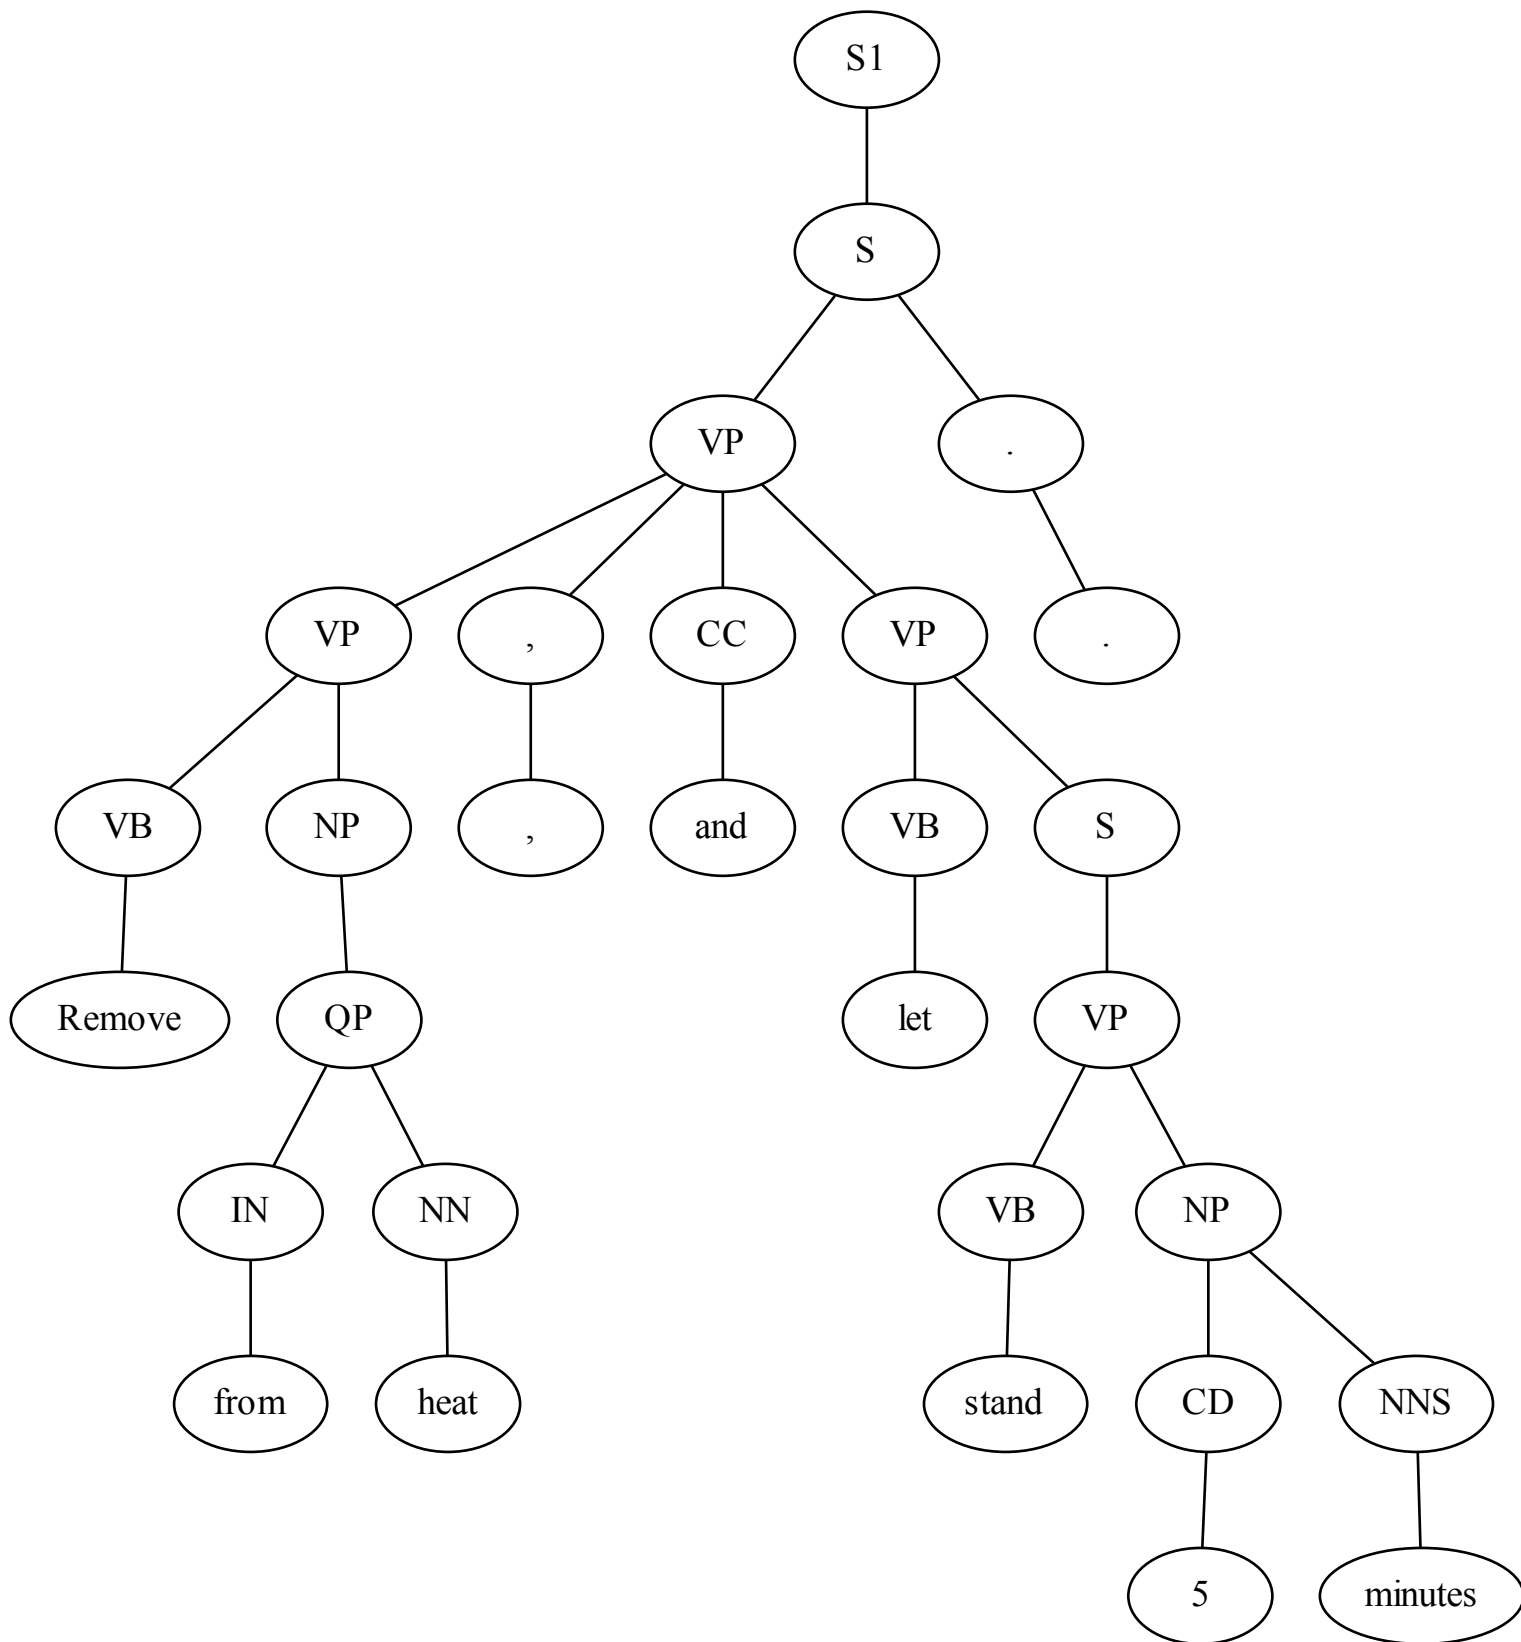 S1
S
VP .
VP , CC VP .
VB NP , and VB S
Remove QP let VP
IN NN VB NP
from heat stand CD NNS
5 minutes